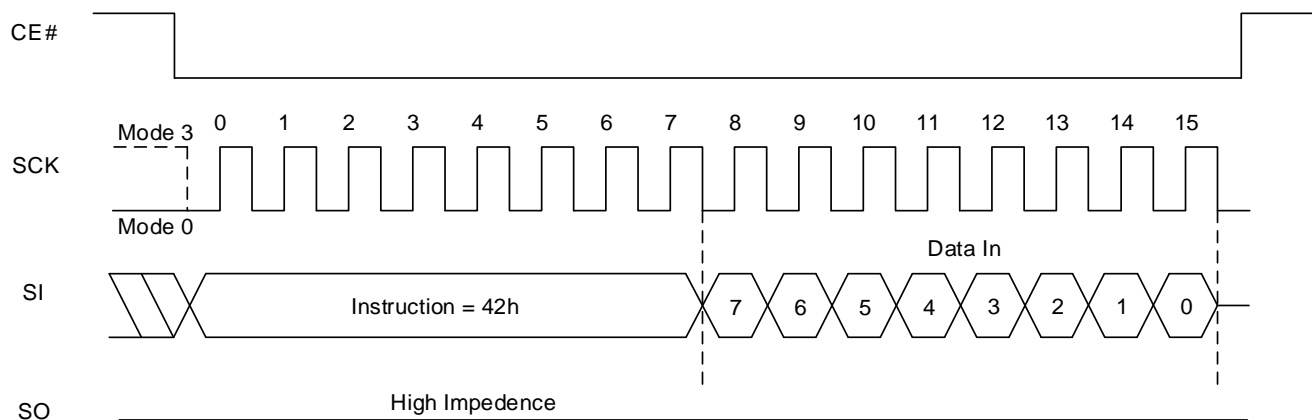 CE#
Mode 3
0 1 2 3 4 5 6 7 8 9 10 11 12 13 14 15
SCK
Mode 0
Data In
SI
Instruction = 42h
7 6 5 4 3 2 1 0
High Impedence
SO